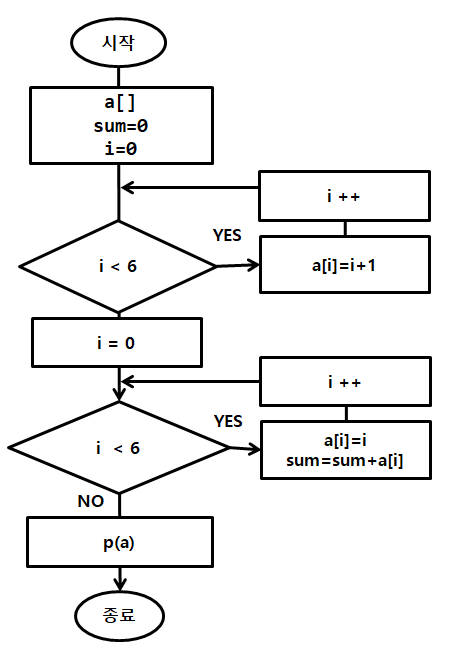 시작
a[]
sum=0
i=0
i ++
YES
i < 6
a[i]=i+1
i = 0
i ++
YES
i < 6
a[i]=i
sum=sum+a[i]
NO
p(a)
종료